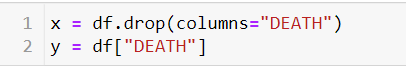 1 x = df.drop(columns="DEATH")
2 y = df["DEATH"]